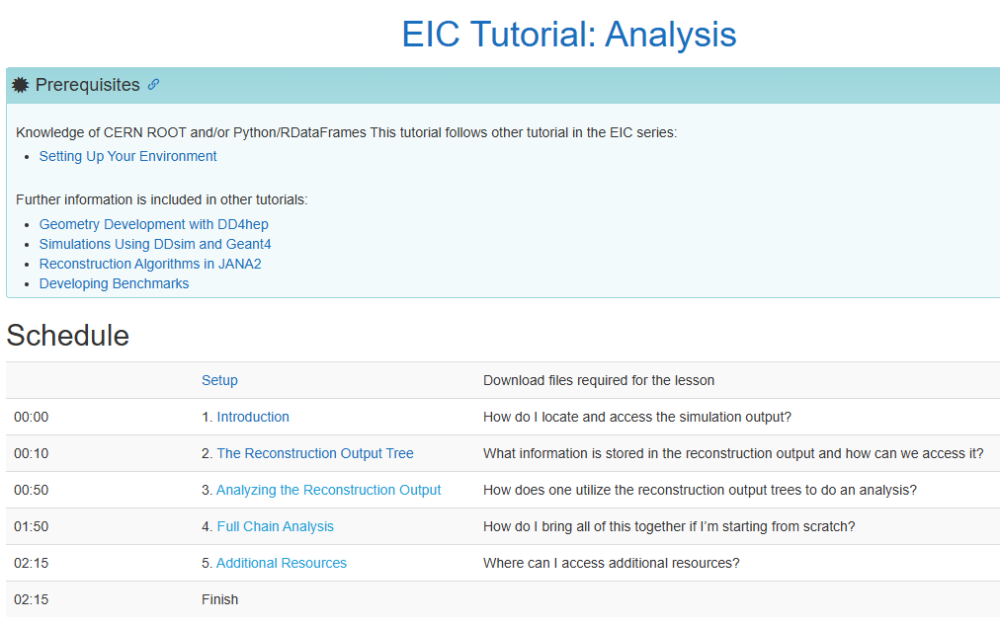 EIC Tutorial: Analysis
Prerequisites
Knowledge of CERN ROOT and/or Python/RDataFrames This tutorial follows other tutorial in the EIC series:
• Setting Up Your Environment
Further information is included in other tutorials:
• Geometry Development with DD4hep
• Simulations Using DDsim and Geant4
• Reconstruction Algorithms in JANA2
• Developing Benchmarks
Schedule
Setup Download files required for the lesson
00:00 1. Introduction How do I locate and access the simulation output?
00:10 2. The Reconstruction Output Tree What information is stored in the reconstruction output and how can we access it?
00:50 3. Analyzing the Reconstruction Output How does one utilize the reconstruction output trees to do an analysis?
01:50 4. Full Chain Analysis How do I bring all of this together if I’m starting from scratch?
02:15 5. Additional Resources Where can I access additional resources?
02:15 Finish